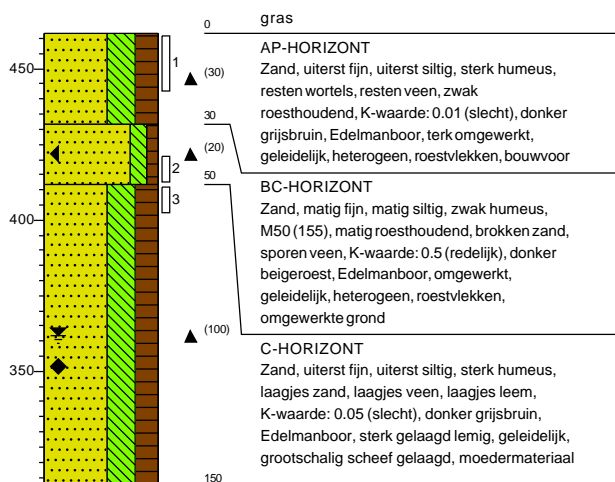 0
gras
AP-HORIZONT
Zand, uiterst fijn, uiterst siltig, sterk humeus,
resten wortels, resten veen, zwak
roesthoudend, K-waarde: 0.01 (slecht), donker
grijsbruin, Edelmanboor, terk omgewerkt,
geleidelijk, heterogeen, roestvlekken, bouwvoor
450
1
(30)
30
(20)
2
50
3
BC-HORIZONT
Zand, matig fijn, matig siltig, zwak humeus,
M50 (155), matig roesthoudend, brokken zand,
sporen veen, K-waarde: 0.5 (redelijk), donker
beigeroest, Edelmanboor, omgewerkt,
geleidelijk, heterogeen, roestvlekken,
omgewerkte grond
400
(100)
350
C-HORIZONT
Zand, uiterst fijn, uiterst siltig, sterk humeus,
laagjes zand, laagjes veen, laagjes leem,
K-waarde: 0.05 (slecht), donker grijsbruin,
Edelmanboor, sterk gelaagd lemig, geleidelijk,
grootschalig scheef gelaagd, moedermateriaal
150